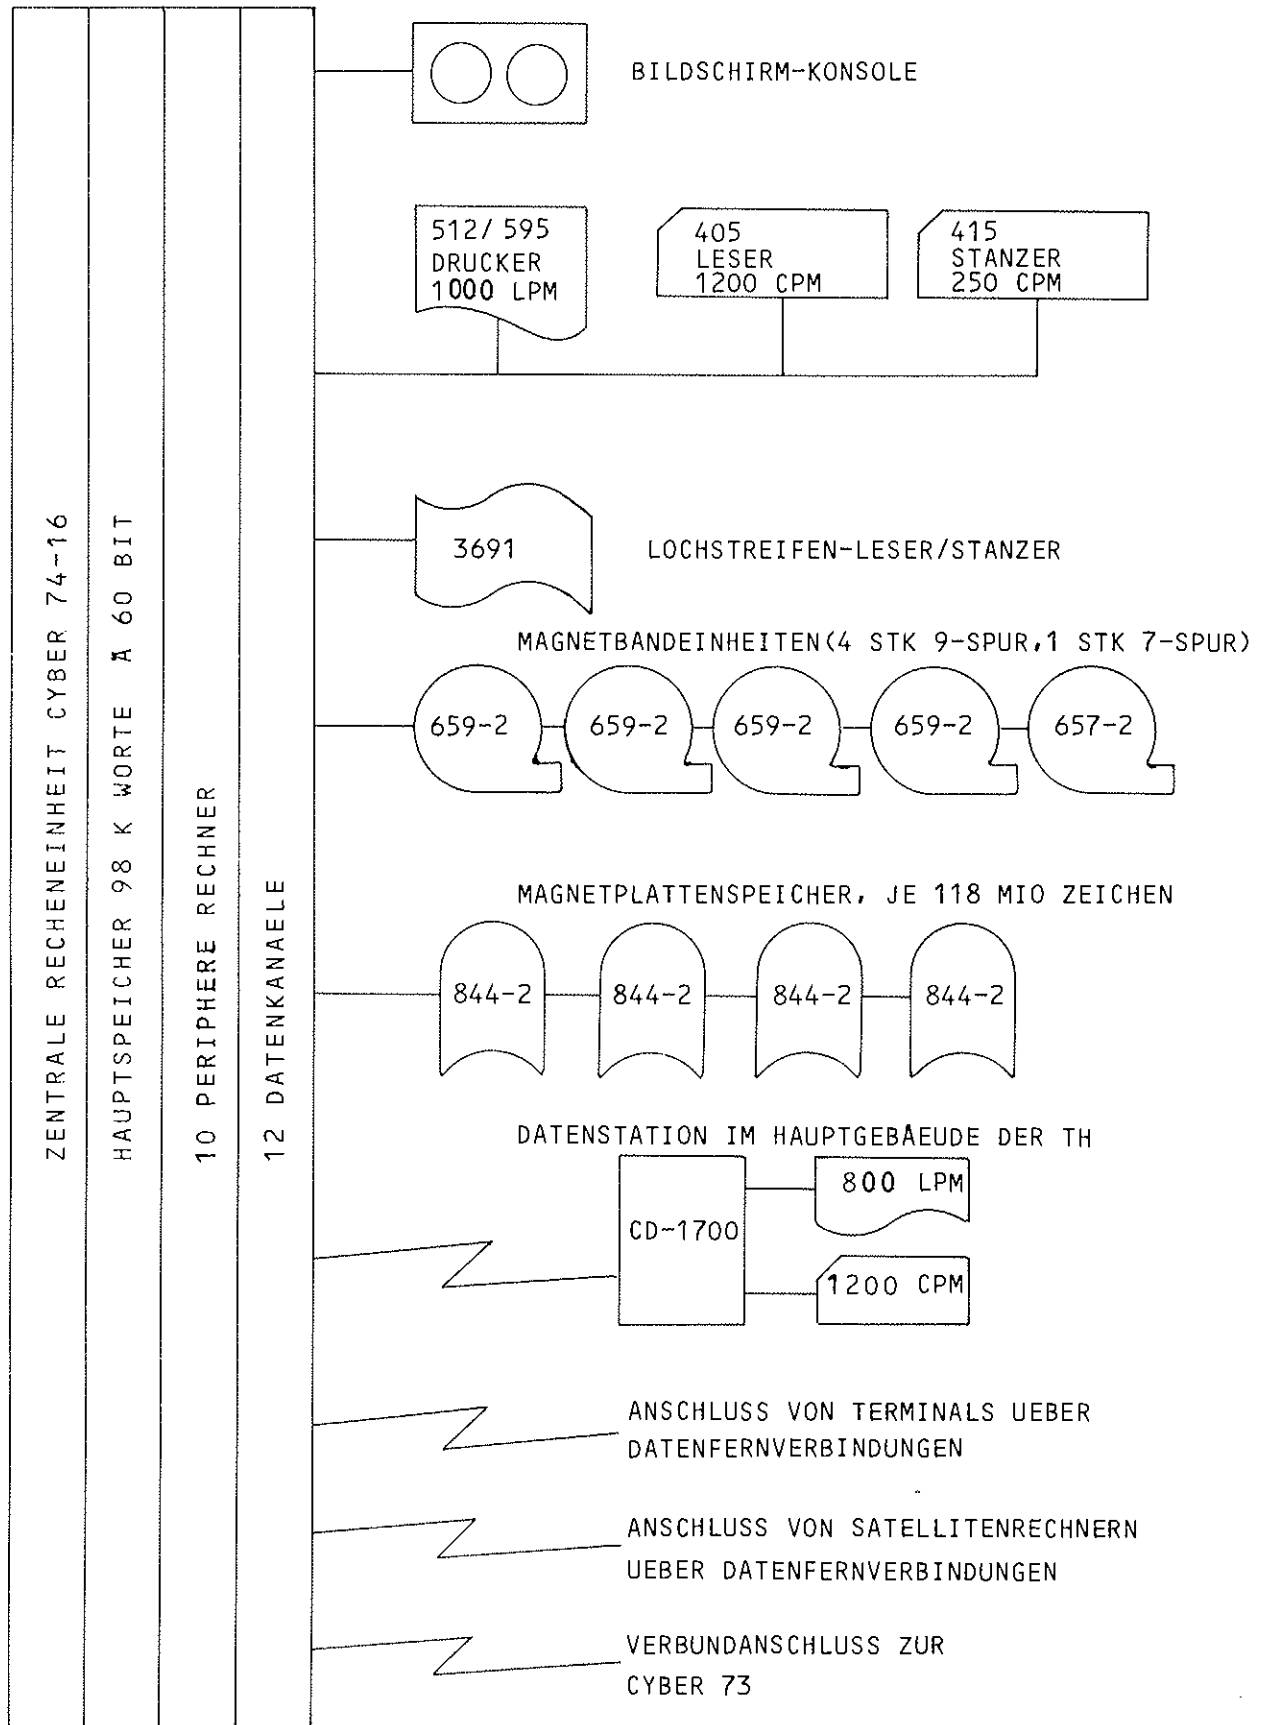 ZENTRALE RECHENEINHEIT CYBER 74-16
HAUPTSPEICHER 98 K WORTE A 60 BIT
10 PERIPHERE RECHNER
12 DATENKANAELE
BILDSCHIRM-KONSOLE
512/595
DRUCKER
1000 LPM
405
LESER
1200 CPM
415
STANZER
250 CPM
3691
LOCHSTREIFEN-LESER/STANZER
MAGNETBANDEINHEITEN(4 STK 9-SPUR,1 STK 7-SPUR)
659-2
659-2
659-2
659-2
657-2
MAGNETPLATTENSPEICHER, JE 118 MIO ZEICHEN
844-2
844-2
844-2
844-2
DATENSTATION IM HAUPTGEBAEUDE DER TH
CD-1700
800 LPM
1200 CPM
ANSCHLUSS VON TERMINALS UEBER
DATENFERNVERBINDUNGEN
ANSCHLUSS VON SATELLITENRECHNERN
UEBER DATENFERNVERBINDUNGEN
VERBUNDANSCHLUSS ZUR
CYBER 73